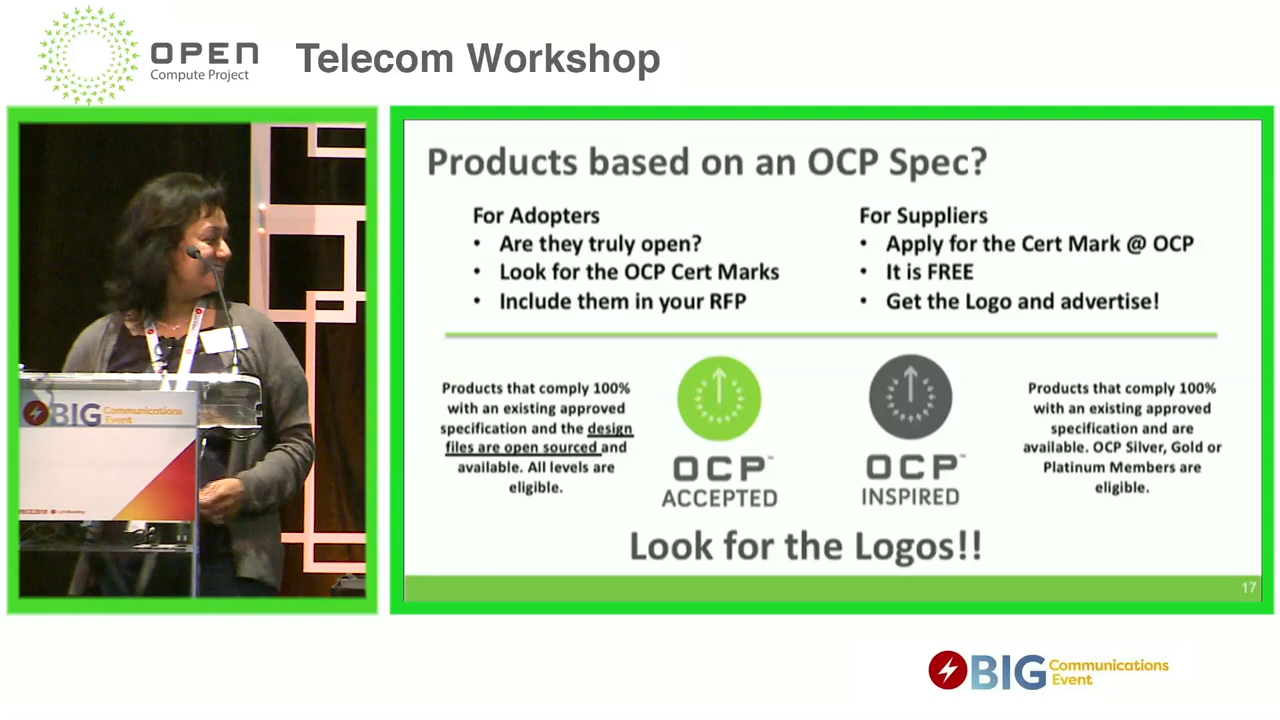 OPEN
Compute Project
Telecom Workshop
Products based on an OCP Spec?
For Adopters
• Are they truly open?
• Look for the OCP Cert Marks
• Include them in your RFP
For Suppliers
• Apply for the Cert Mark @ OCP
• It is FREE
• Get the Logo and advertise!
Products that comply 100%
with an existing approved
specification and the design
files are open sourced and
available. All levels are
eligible.
OCP™
ACCEPTED
OCP™
INSPIRED
Products that comply 100%
with an existing approved
specification and are
available. OCP Silver, Gold or
Platinum Members are
eligible.
Look for the Logos!!
17
BIG Communications
Event
BIG Communications
Event